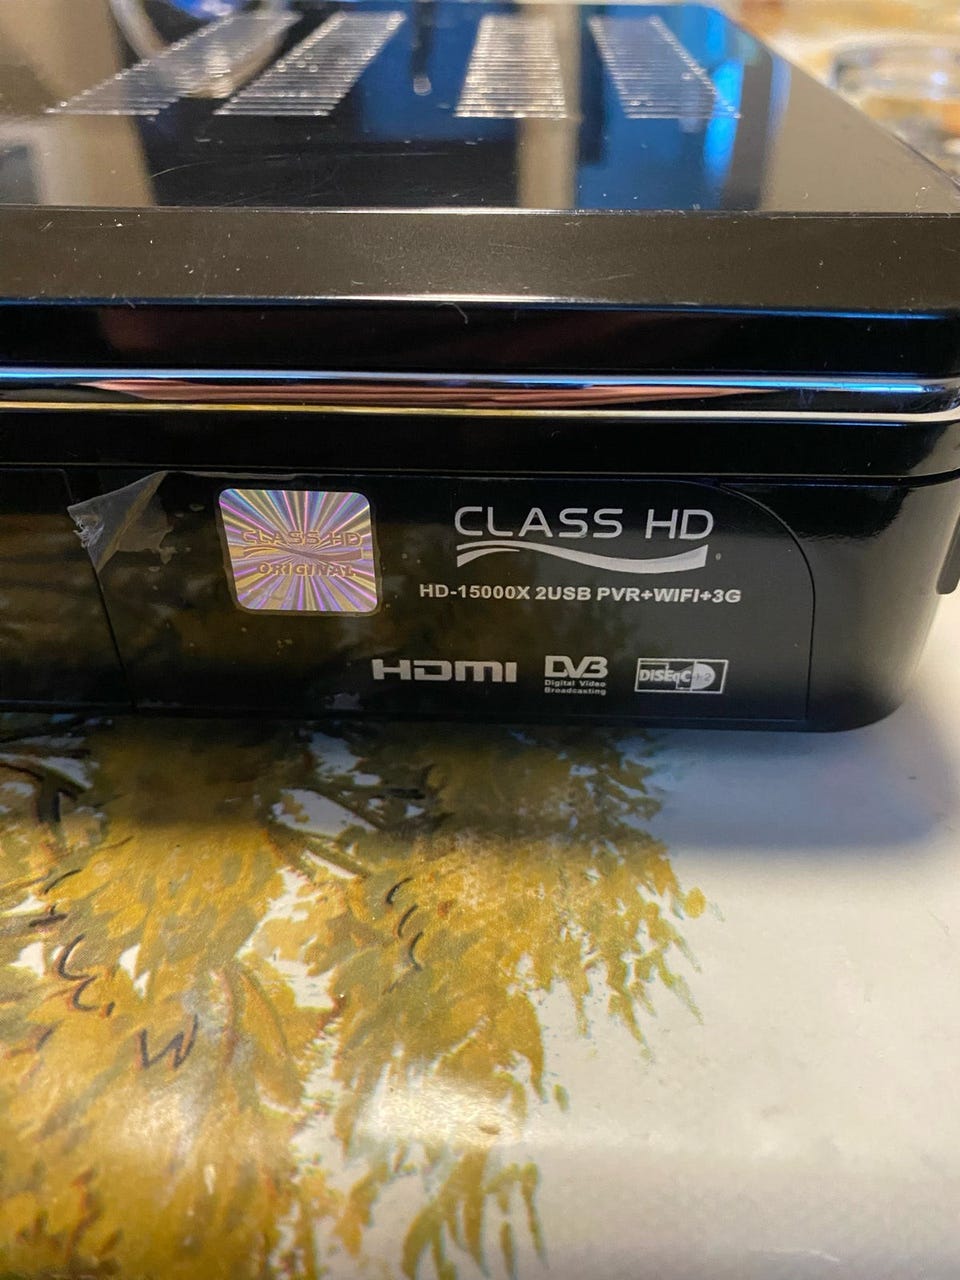 CLASS HD
ORIGINAL
CLASS HD
HD-15000X 2USB PVR+WIFI+3G
HDMI
DVB
Digital Video
Broadcasting
DiSEqC